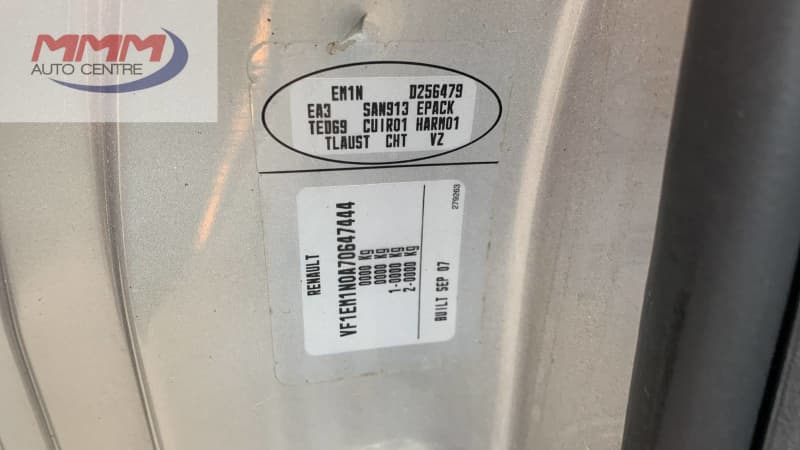 MMM
AUTO CENTRE
EM1N D256479
EA3 SAN913 EPACK
TED69 CUIR01 HARM01
TLAUST CHT VZ
RENAULT
VF1EM1N0A70647444
0000 Kg
0000 Kg
1-0000 Kg
2-0000 Kg
BUILT SEP 07
279263